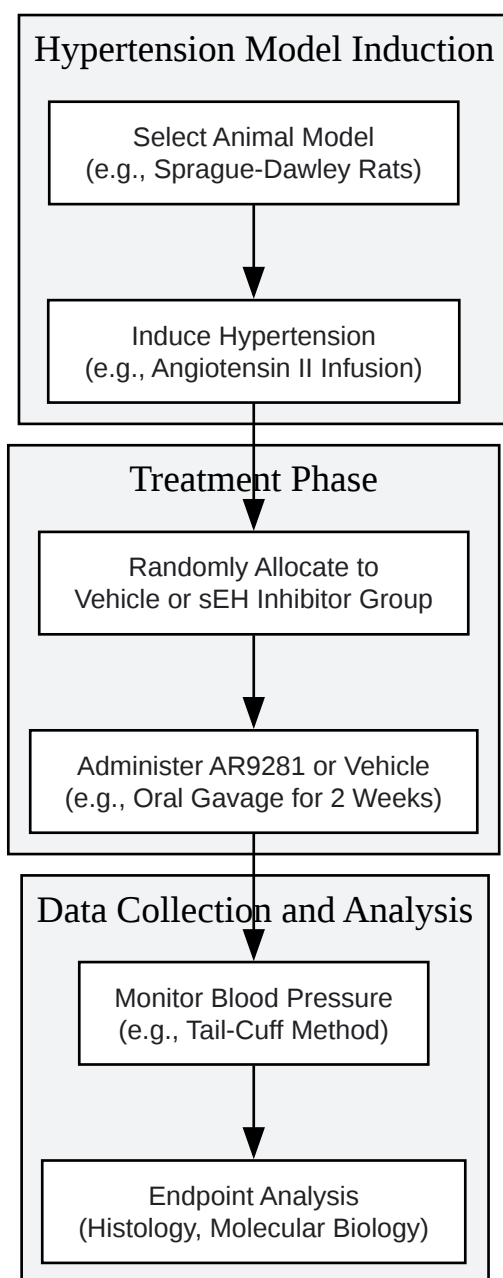 Hypertension Model Induction
Select Animal Model
(e.g., Sprague-Dawley Rats)
Induce Hypertension
(e.g., Angiotensin II Infusion)
Treatment Phase
Randomly Allocate to
Vehicle or sEH Inhibitor Group
Administer AR9281 or Vehicle
(e.g., Oral Gavage for 2 Weeks)
Data Collection and Analysis
Monitor Blood Pressure
(e.g., Tail-Cuff Method)
Endpoint Analysis
(Histology, Molecular Biology)